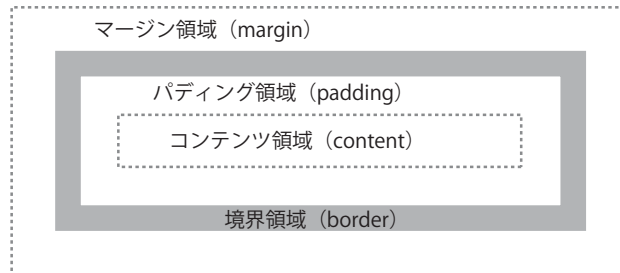 マージン領域（margin）
パディング領域（padding）
コンテンツ領域（content）
境界領域（border）